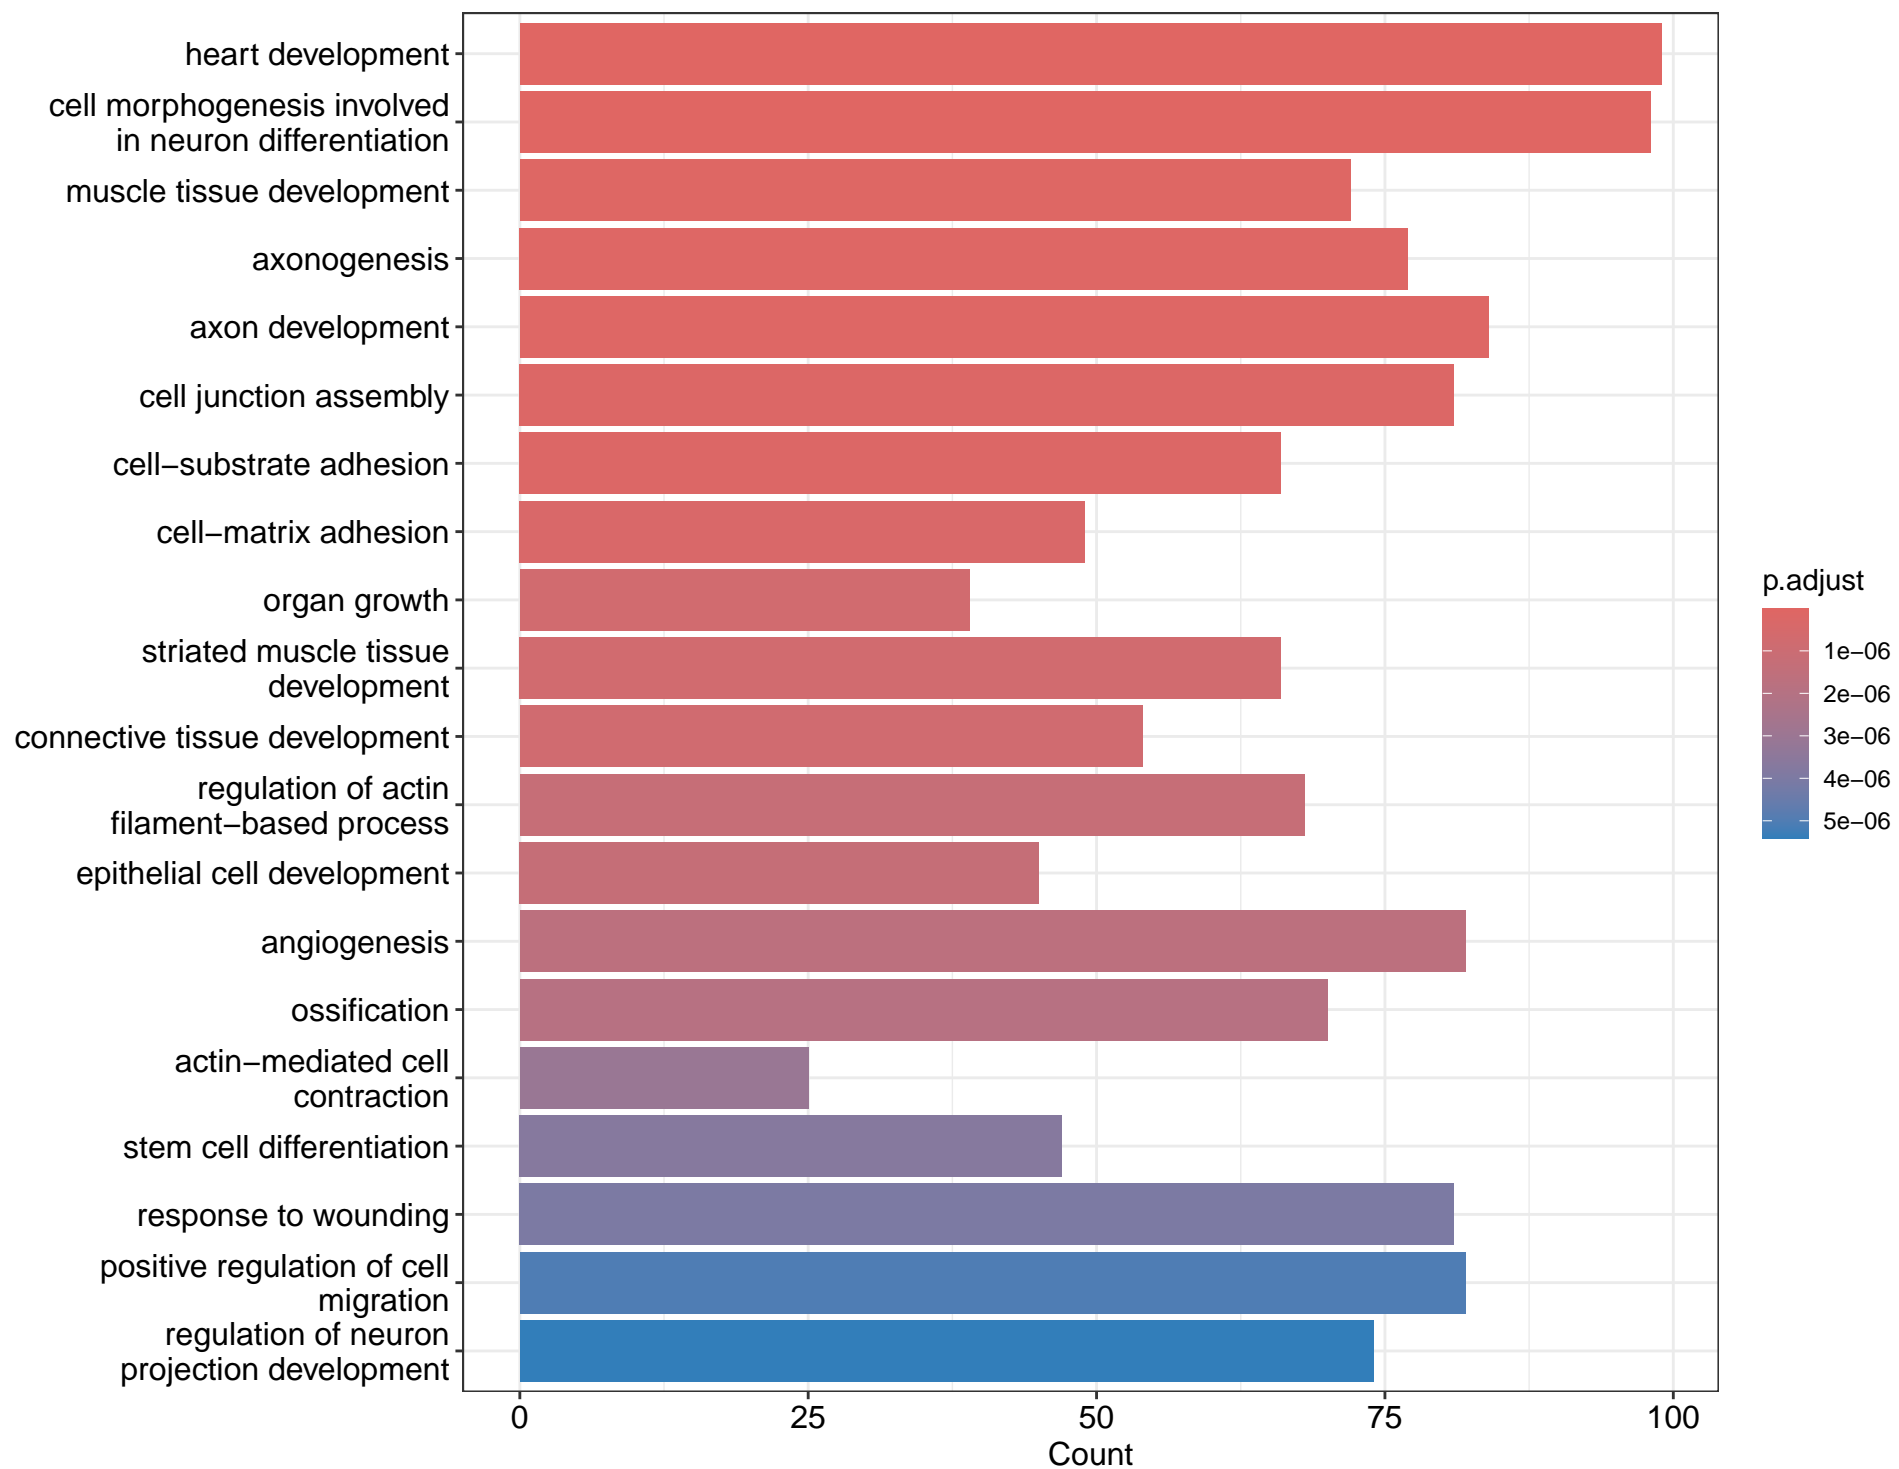 heart development
cell morphogenesis involved
in neuron differentiation
muscle tissue development
axonogenesis
axon development
cell junction assembly
cell−substrate adhesion
cell−matrix adhesion
organ growth
striated muscle tissue
development
connective tissue development
regulation of actin
filament−based process
epithelial cell development
angiogenesis
ossification
actin−mediated cell
contraction
stem cell differentiation
response to wounding
positive regulation of cell
migration
regulation of neuron
projection development
0 25 50 75 100
Count
p.adjust
1e−06
2e−06
3e−06
4e−06
5e−06